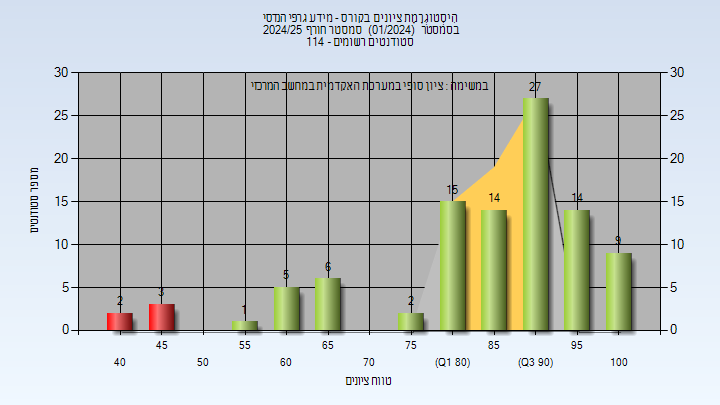 היסטוגרמת ציונים בקורס - מידע גרפי הנדסי
בסמסטר (01/2024) סמסטר חורף 2024/25
סטודנטים רשומים - 114
במשימה : ציון סופי במערכת האקדמית במחשב המרכזי
30 30
25 25
20 20
15 15
10 10
5 5
0 0
מספר סטודנטים
2 3 1 5 6 2 15 14 27 14 9
45 55 65 75 85 95
40 50 60 70 (Q1 80) (Q3 90) 100
טווח ציונים